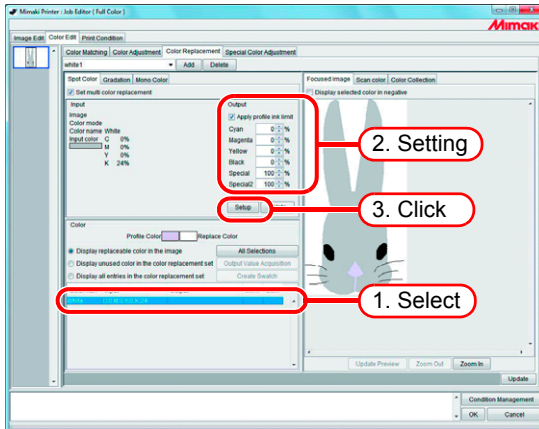 Mimaki Printer : Job Editor ( Full Color )
Mimaki
Image Edit Color Edit Print Condition
Color Matching Color Adjustment Color Replacement Special Color Adjustment
white1 Add Delete
Spot Color Gradation Mono Color
Focused image Scan color Color Collection
Set multi color replacement
Display selected color in negative
Input
Output
Image
Apply profile ink limit
Color mode
Color name White
Cyan 0 %
Input color C 0%
Magenta 0 %
M 0%
Yellow 0 %
Y 0%
Black 0 %
K 24%
Special 100 %
Special2 100 %
2. Setting
Setup
3. Click
Color
Profile Color Replace Color
Display replaceable color in the image All Selections
Display unused color in the color replacement set Output Value Acquisition
Display all entries in the color replacement set Create Swatch
White
1. Select
Update Preview Zoom Out Zoom In
Update
Condition Management
OK Cancel